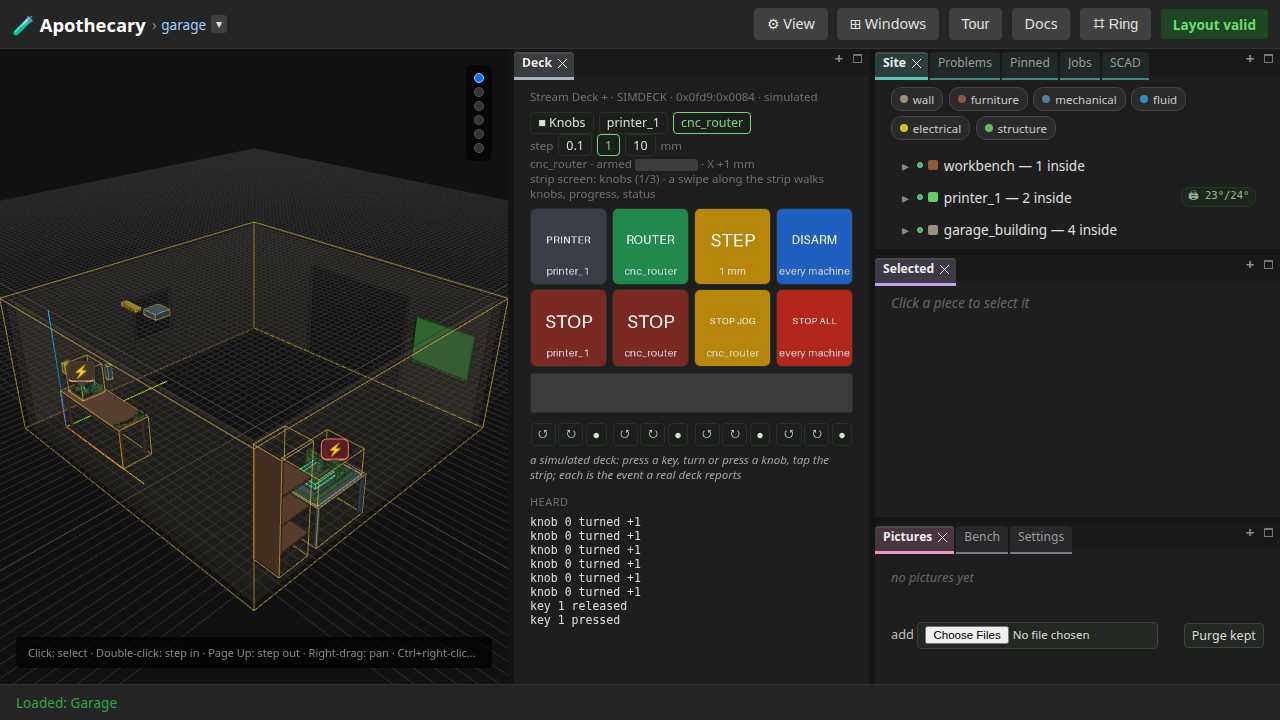 Apothecary › garage ▾
⚙ View
⊞ Windows
Tour
Docs
⌗ Ring
Layout valid
Click: select · Double-click: step in · Page Up: step out · Right-drag: pan · Ctrl+right-clic...
Deck
Stream Deck + · SIMDECK · 0x0fd9:0x0084 · simulated
■ Knobs printer_1 cnc_router
step 0.1 1 10 mm
cnc_router · armed · X +1 mm
strip screen: knobs (1/3) · a swipe along the strip walks
knobs, progress, status
PRINTER
printer_1
ROUTER
cnc_router
STEP
1 mm
DISARM
every machine
STOP
printer_1
STOP
cnc_router
STOP JOG
cnc_router
STOP ALL
every machine
a simulated deck: press a key, turn or press a knob, tap the
strip; each is the event a real deck reports
HEARD
knob 0 turned +1
knob 0 turned +1
knob 0 turned +1
knob 0 turned +1
knob 0 turned +1
knob 0 turned +1
key 1 released
key 1 pressed
Site Problems Pinned Jobs SCAD
wall furniture mechanical fluid
electrical structure
workbench — 1 inside
printer_1 — 2 inside 23°/24°
garage_building — 4 inside
Selected
Click a piece to select it
Pictures Bench Settings
no pictures yet
add Choose Files No file chosen Purge kept
Loaded: Garage